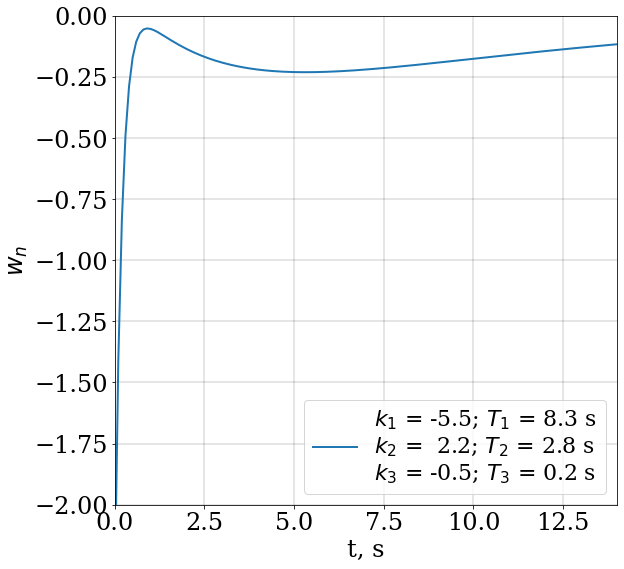 0.00
−0.25
−0.50
−0.75
−1.00
−1.25
−1.50
−1.75
−2.00
w_n
k_1 = -5.5; T_1 = 8.3 s
k_2 =  2.2; T_2 = 2.8 s
k_3 = -0.5; T_3 = 0.2 s
0.0 2.5 5.0 7.5 10.0 12.5
t, s